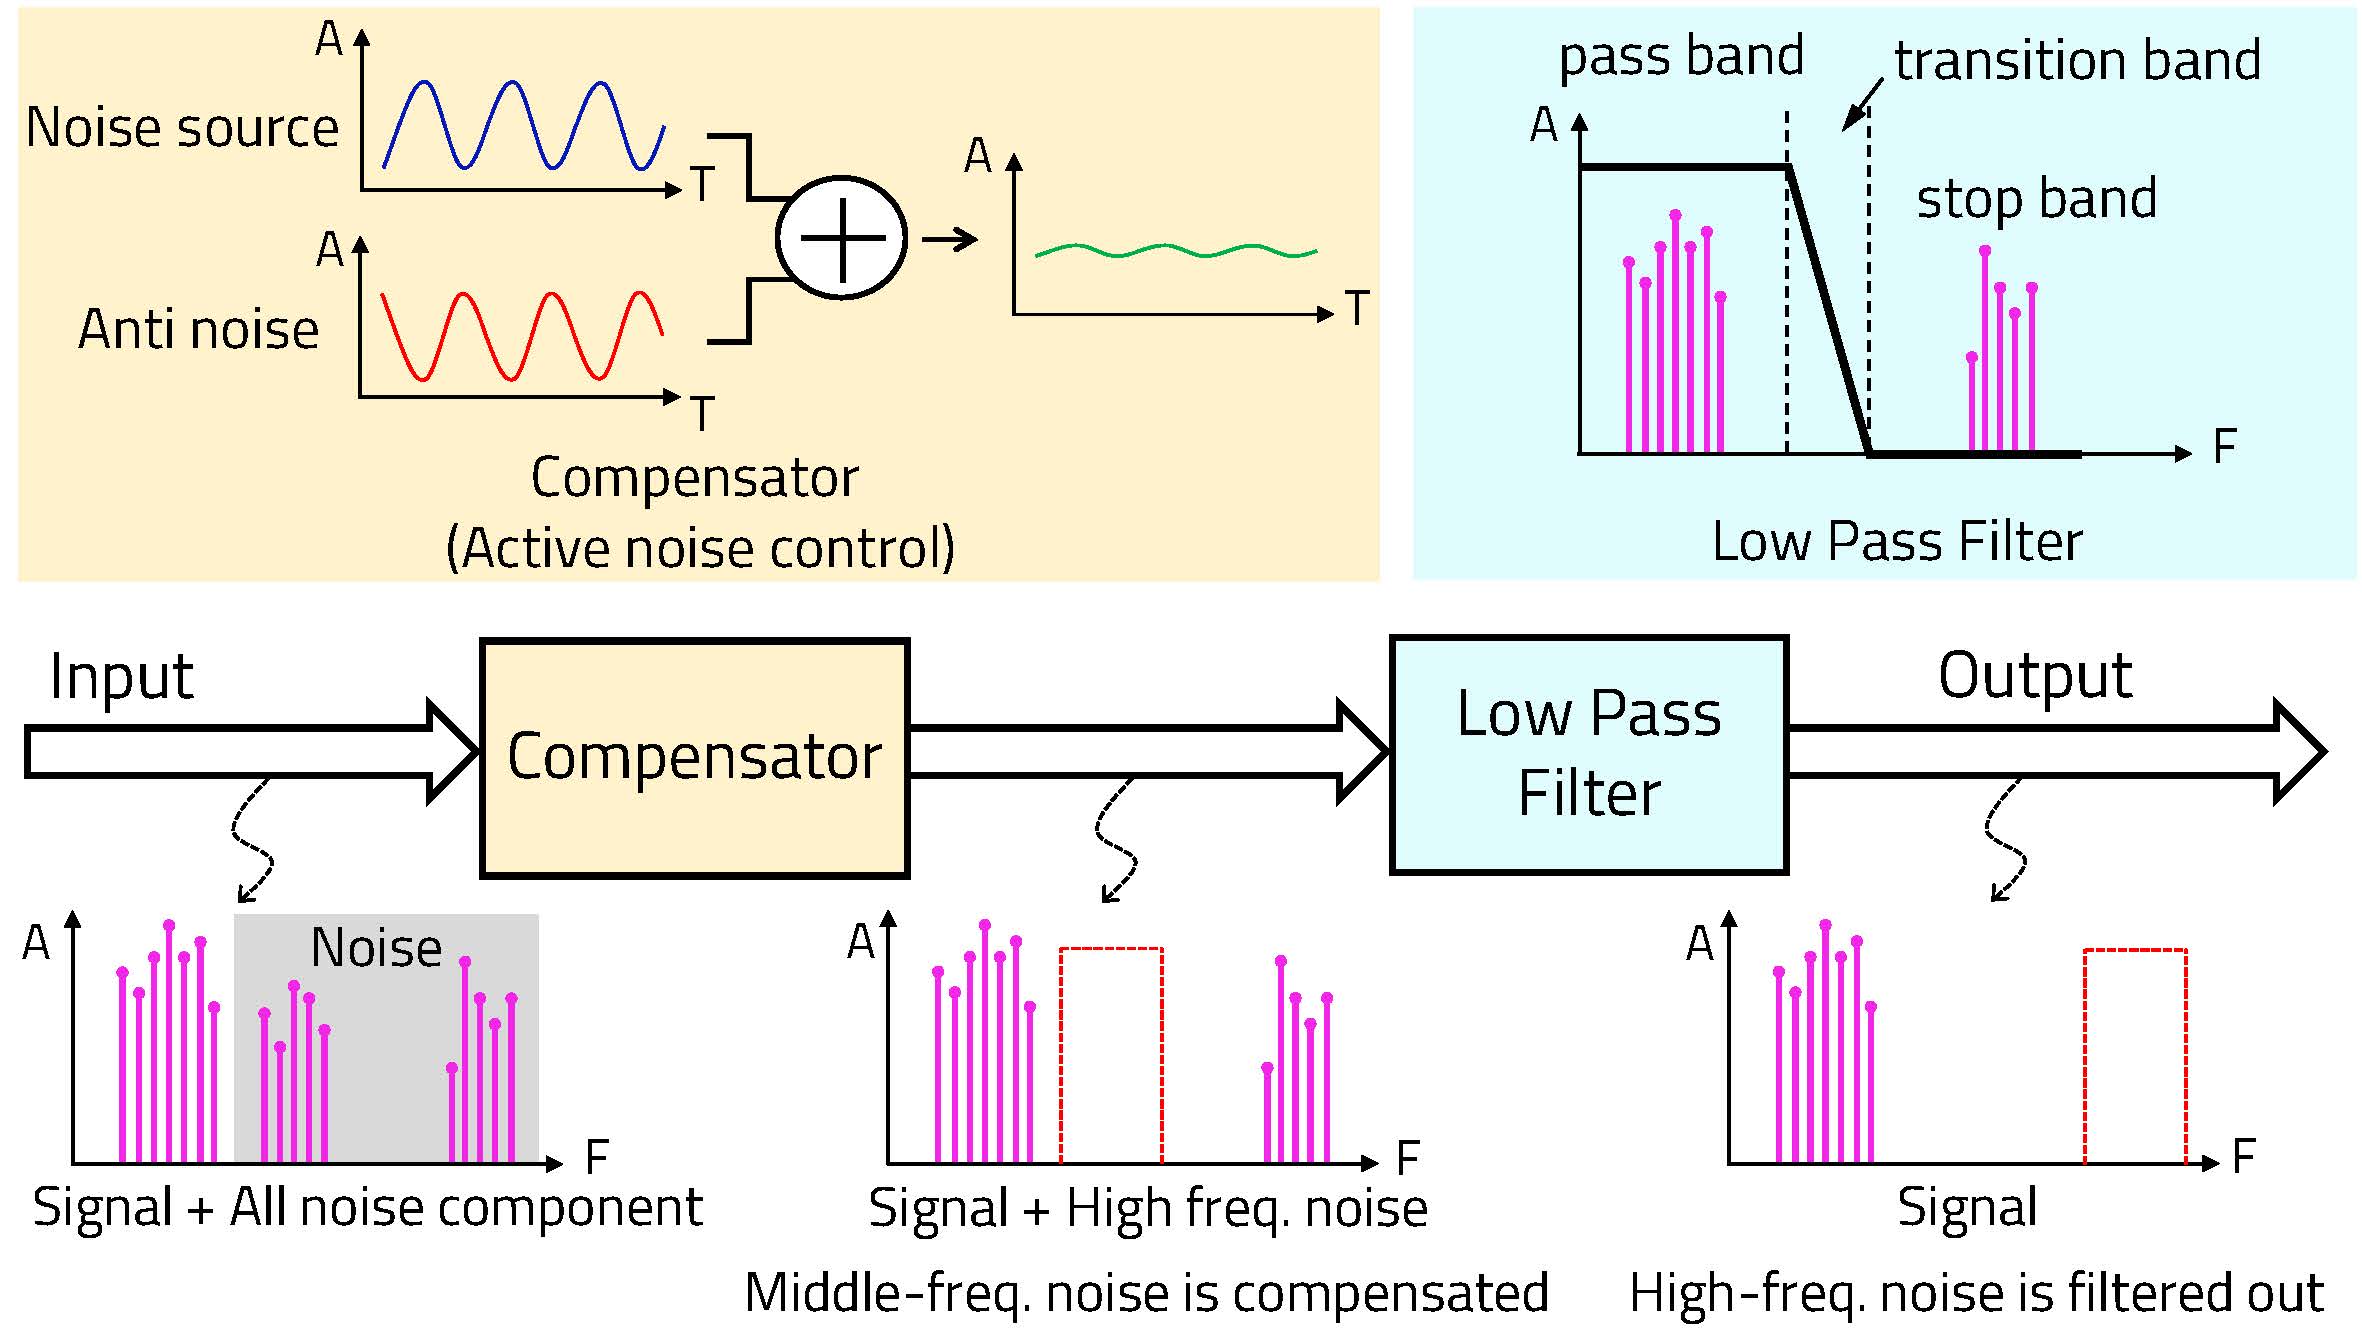 A
Noise source
T
A
Anti noise
T
A
T
Compensator
(Active noise control)
pass band
transition band
A
stop band
F
Low Pass Filter
Input
Compensator
Low Pass
Filter
Output
A
Noise
F
Signal + All noise component
A
F
Signal + High freq. noise
Middle-freq. noise is compensated
A
F
Signal
High-freq. noise is filtered out